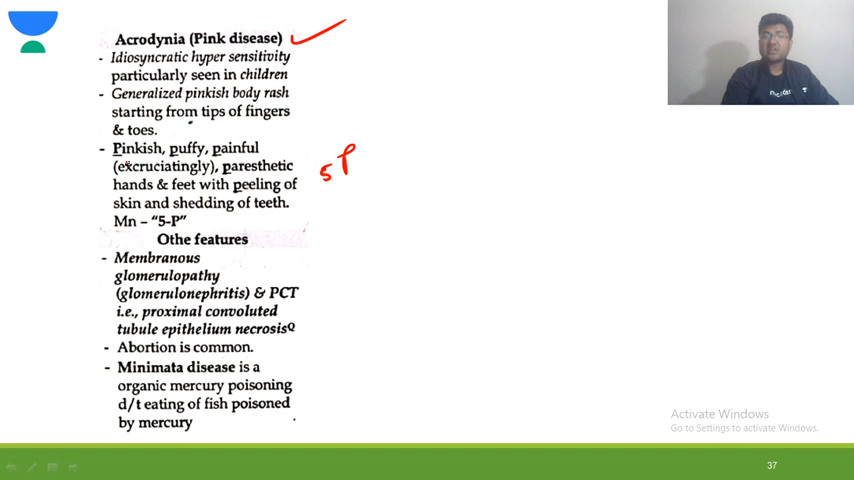 Acrodynia (Pink disease)
- Idiosyncratic hyper sensitivity
particularly seen in children
- Generalized pinkish body rash
starting from tips of fingers
& toes.
- Pinkish, puffy, painful
(excruciatingly), paresthetic
hands & feet with peeling of
skin and shedding of teeth.
Mn – "5-P"
5 P
Othe features
- Membranous
glomerulopathy
(glomerulonephritis) & PCT
i.e., proximal convoluted
tubule epithelium necrosisQ
- Abortion is common.
- Minimata disease is a
organic mercury poisoning
d/t eating of fish poisoned
by mercury
Activate Windows
Go to Settings to activate Windows.
37